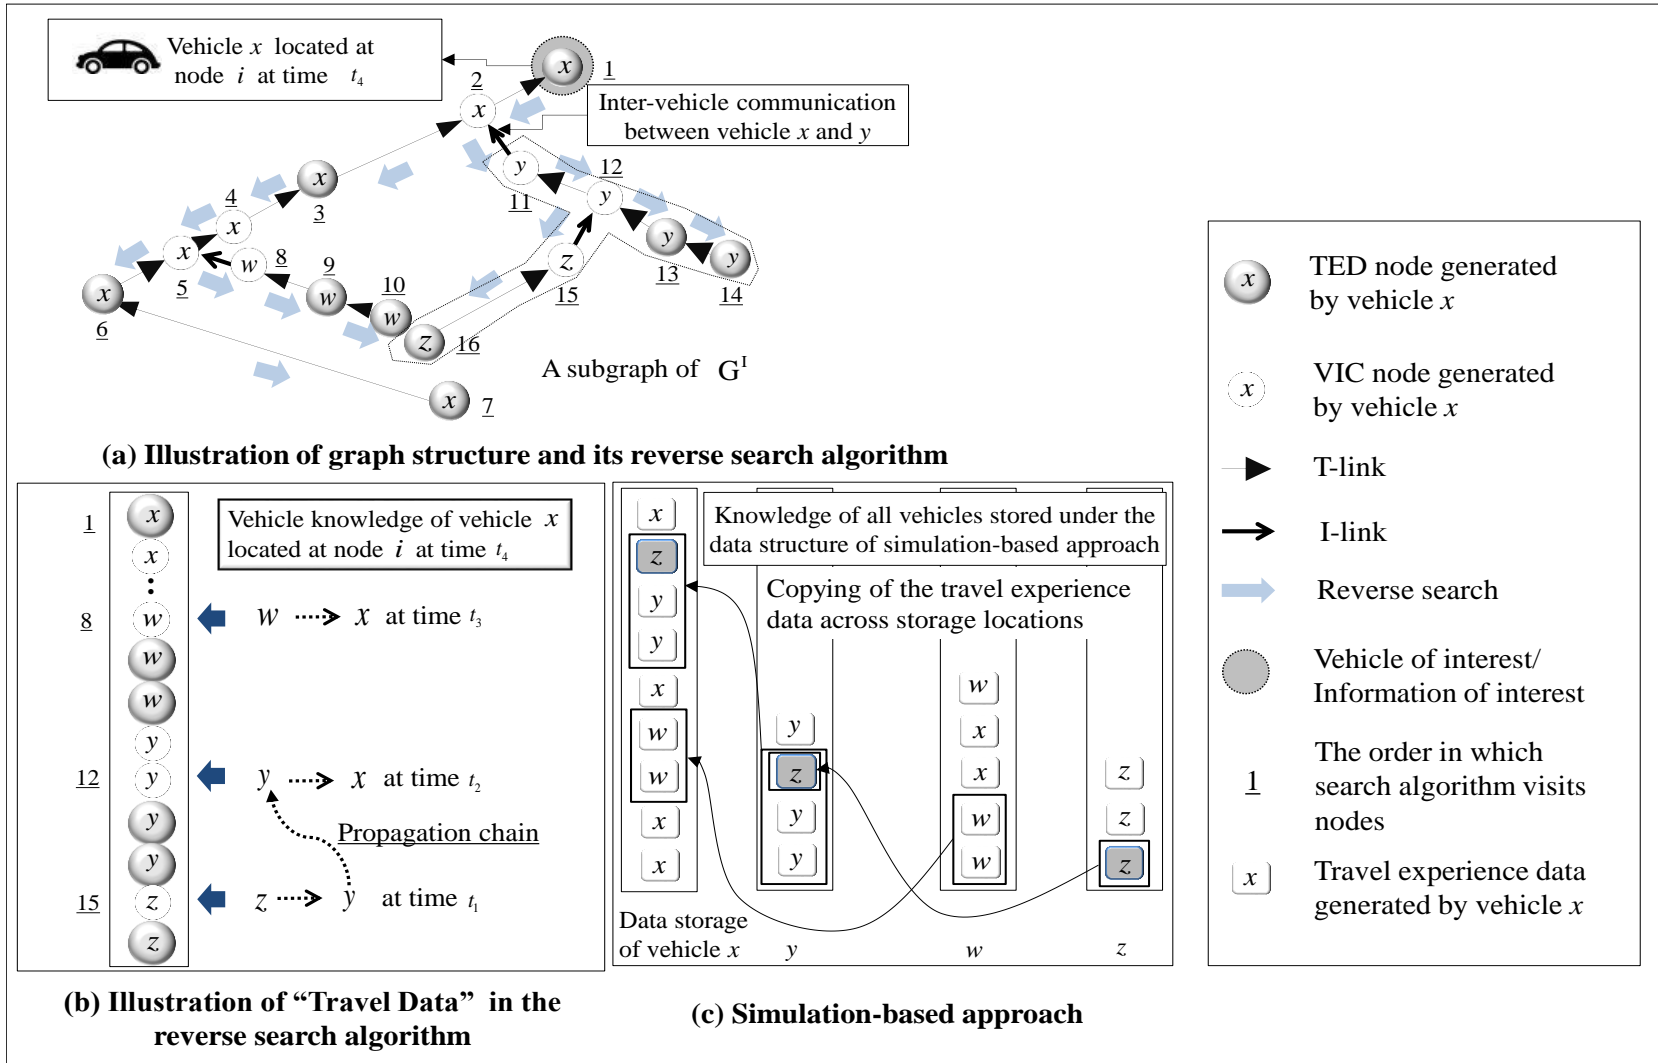 Vehicle x located at
node i at time t4
x
1
2
x
Inter-vehicle communication
between vehicle x and y
x
3
4
x
x
5
w
8
9
w
10
w
x
6
y
11
12
y
y
13
y
14
z
15
z
16
x
7
A subgraph of G^I
(a) Illustration of graph structure and its reverse search algorithm
1
x
x
8
w
w
w
y
12
y
y
y
15
z
z
Vehicle knowledge of vehicle x
located at node i at time t4
w x at time t3
y x at time t2
Propagation chain
z y at time t1
(b) Illustration of “Travel Data” in the
reverse search algorithm
Knowledge of all vehicles stored under the
data structure of simulation-based approach
Copying of the travel experience
data across storage locations
x
z
y
y
x
w
w
x
x
y
z
y
y
w
x
x
w
w
z
z
z
Data storage
of vehicle x
y
w
z
(c) Simulation-based approach
x
TED node generated
by vehicle x
x
VIC node generated
by vehicle x
T-link
I-link
Reverse search
Vehicle of interest/
Information of interest
1
The order in which
search algorithm visits
nodes
x
Travel experience data
generated by vehicle x